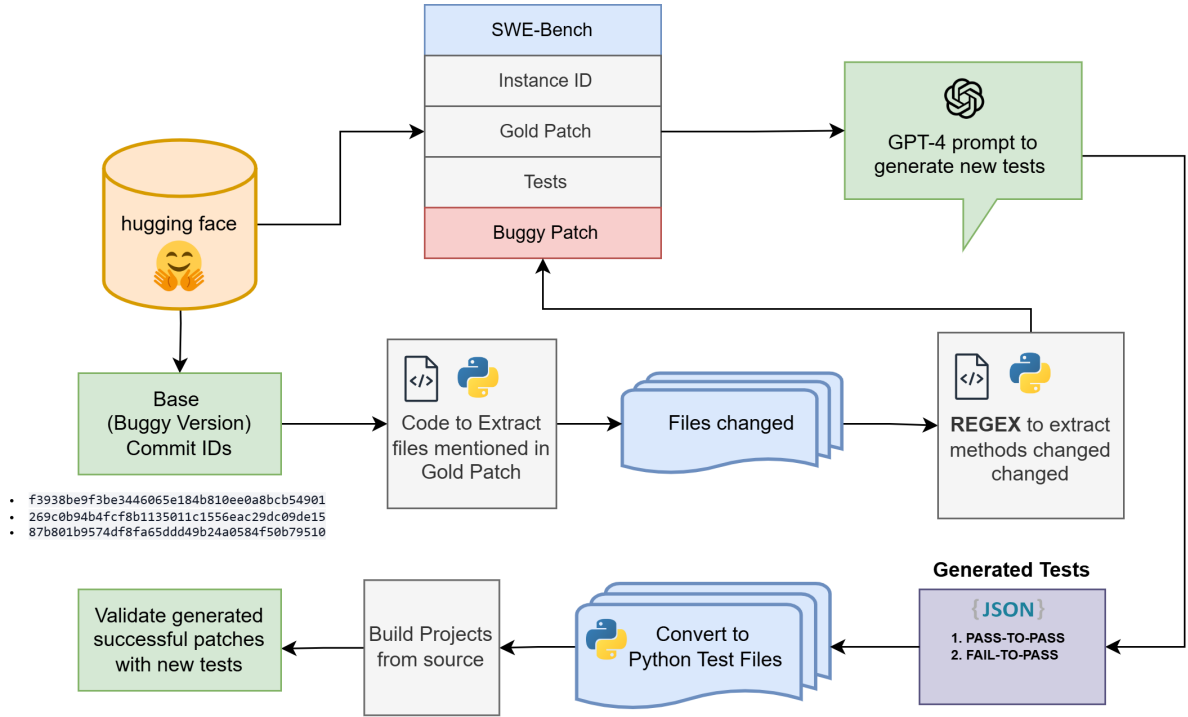 SWE-Bench
Instance ID
Gold Patch
Tests
Buggy Patch
GPT-4 prompt to
generate new tests
hugging face
Base
(Buggy Version)
Commit IDs
f3938be9f3be3446065e184b810ee0a8bcb54901
269c0b94b4fcf8b1135011c1556eac29dc09de15
87b801b9574df8fa65ddd49b24a0584f50b79510
</>
Code to Extract
files mentioned in
Gold Patch
Files changed
</>
REGEX to extract
methods changed
changed
Generated Tests
{JSON}
1. PASS-TO-PASS
2. FAIL-TO-PASS
Convert to
Python Test Files
Build Projects
from source
Validate generated
successful patches
with new tests